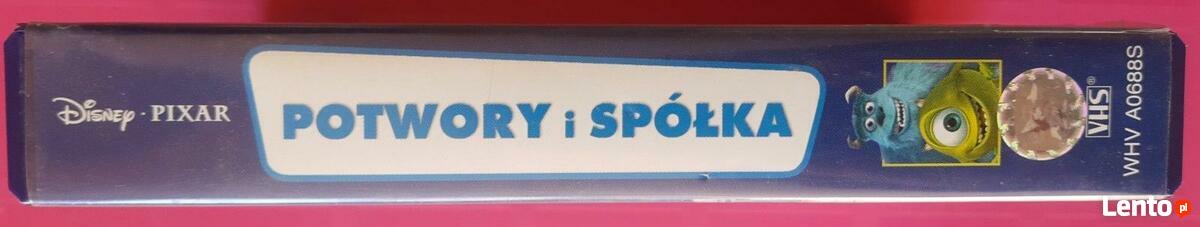 Disney · PIXAR
POTWORY i SPÓŁKA
VHS®
WHV A0688S
Lento.pl